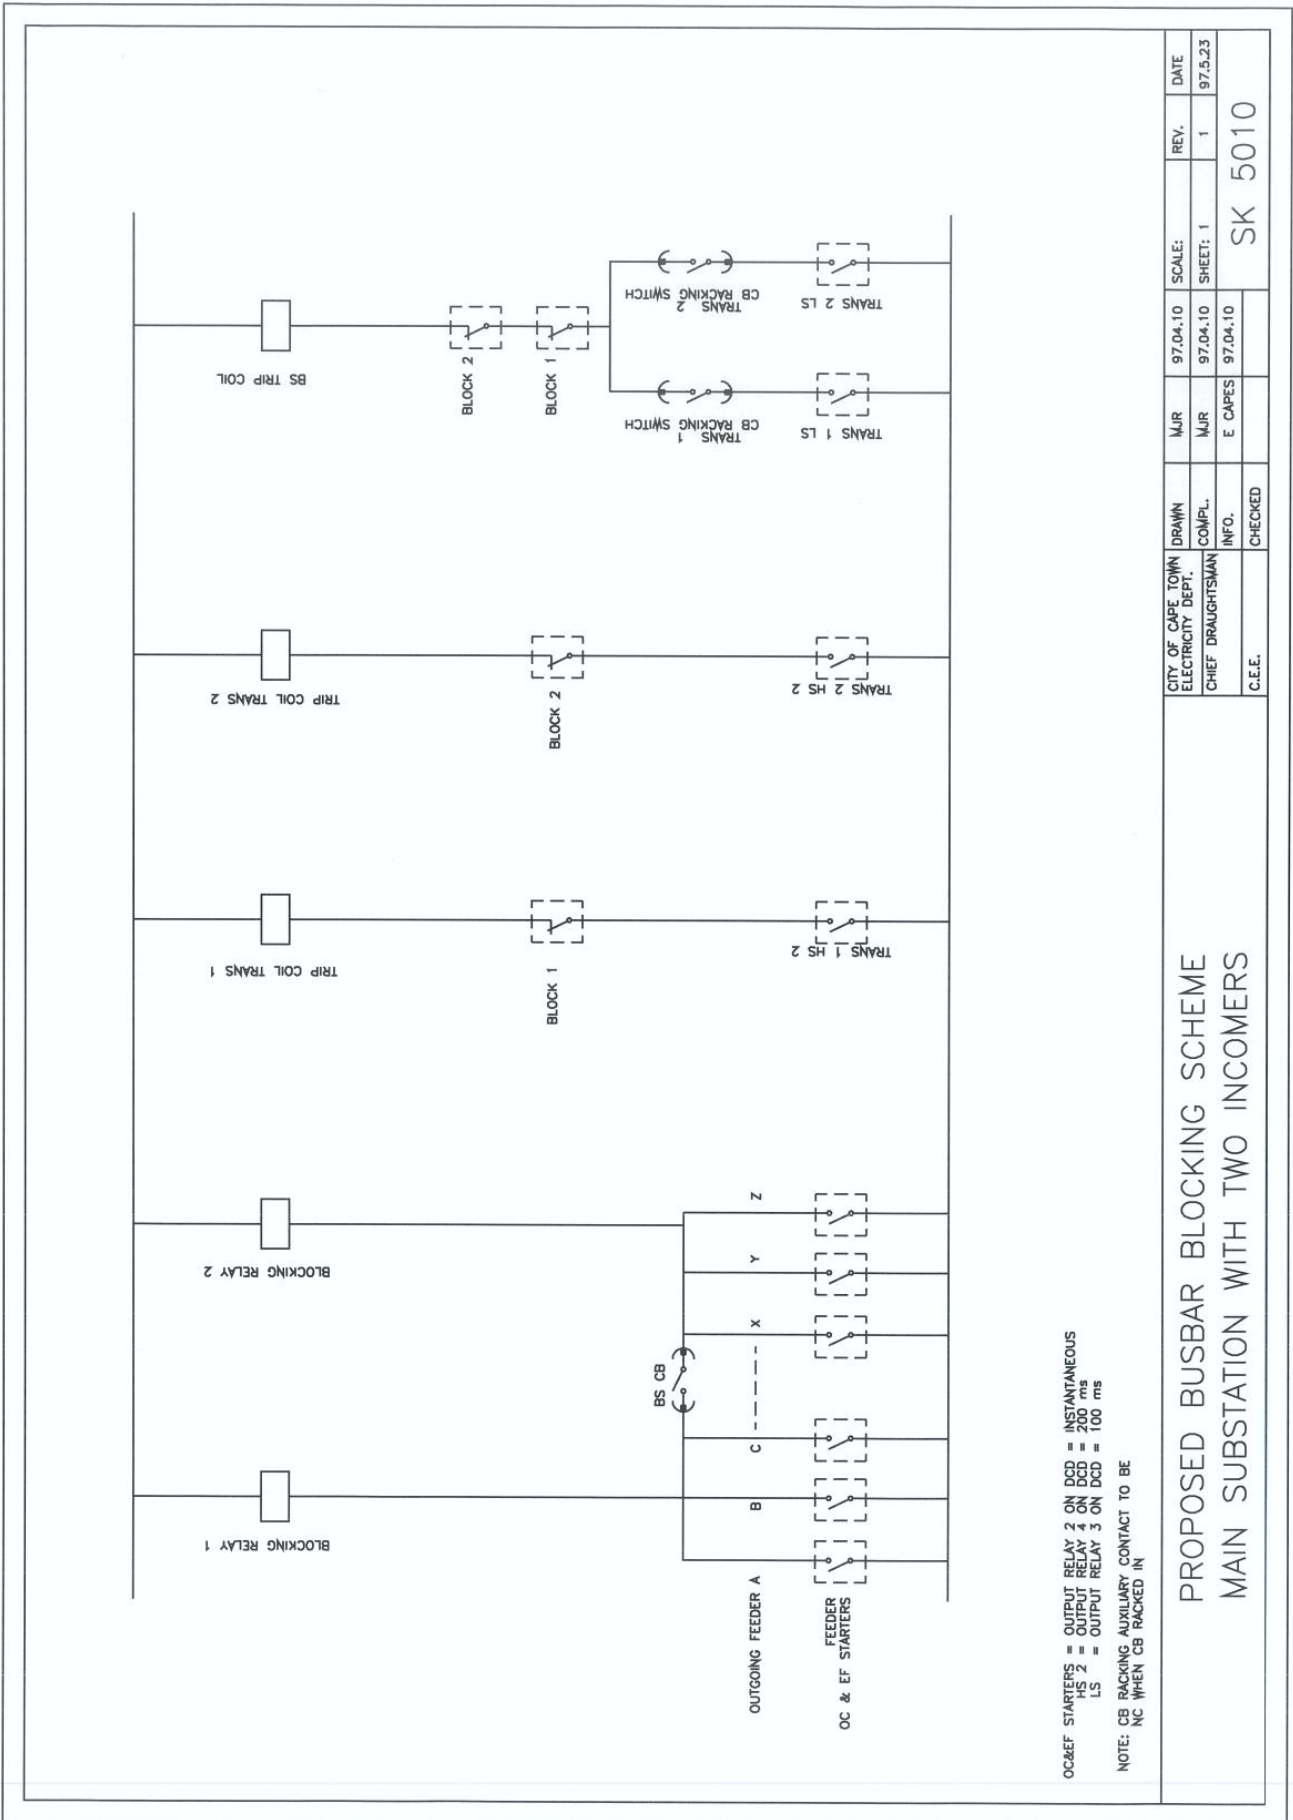 BLOCKING RELAY 1
BLOCKING RELAY 2
TRIP COIL TRANS 1
TRIP COIL TRANS 2
BS TRIP COIL
BLOCK 2
BLOCK 1
BLOCK 1
BLOCK 2
BS CB
TRANS 1
CB RACKING SWITCH
TRANS 2
CB RACKING SWITCH
OUTGOING FEEDER A
B
C
X
Y
Z
FEEDER
OC & EF STARTERS
TRANS 1 HS 2
TRANS 2 HS 2
TRANS 1 LS
TRANS 2 LS
OC&EF STARTERS = OUTPUT RELAY 2 ON DCD = INSTANTANEOUS
HS 2 = OUTPUT RELAY 4 ON DCD = 200 ms
LS = OUTPUT RELAY 3 ON DCD = 100 ms
NOTE: CB RACKING AUXILIARY CONTACT TO BE
NC WHEN CB RACKED IN
PROPOSED BUSBAR BLOCKING SCHEME
MAIN SUBSTATION WITH TWO INCOMERS
CITY OF CAPE TOWN
ELECTRICITY DEPT.
CHIEF DRAUGHTSMAN
C.E.E.
DRAWN MJR 97.04.10
COMPL. MJR 97.04.10
INFO. E CAPES 97.04.10
CHECKED
SCALE: REV. DATE
SHEET: 1 1 97.5.23
SK 5010